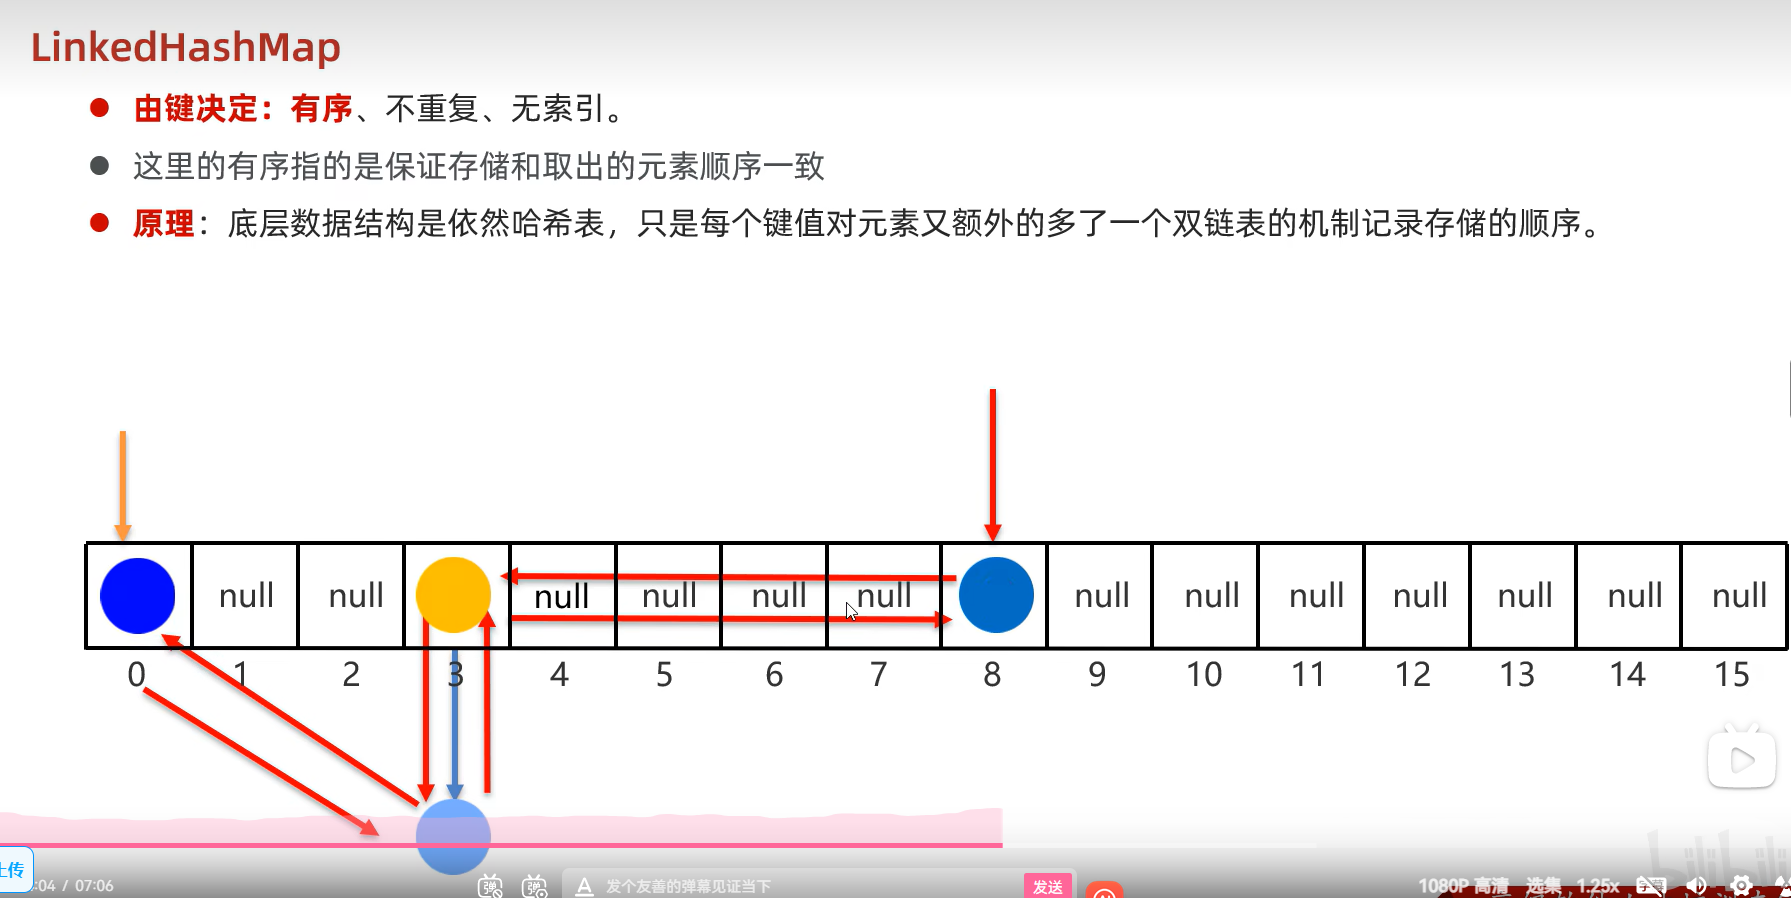 LinkedHashMap
由键决定：有序、不重复、无索引。
这里的有序指的是保证存储和取出的元素顺序一致
原理：底层数据结构是依然哈希表，只是每个键值对元素又额外的多了一个双链表的机制记录存储的顺序。
null null null null null null null null null null null null null
0 1 2 3 4 5 6 7 8 9 10 11 12 13 14 15
bilibili
上传
:04 / 07:06 弹 弹 A 发个友善的弹幕见证当下 发送 1080P 高清 选集 1.25x 字幕